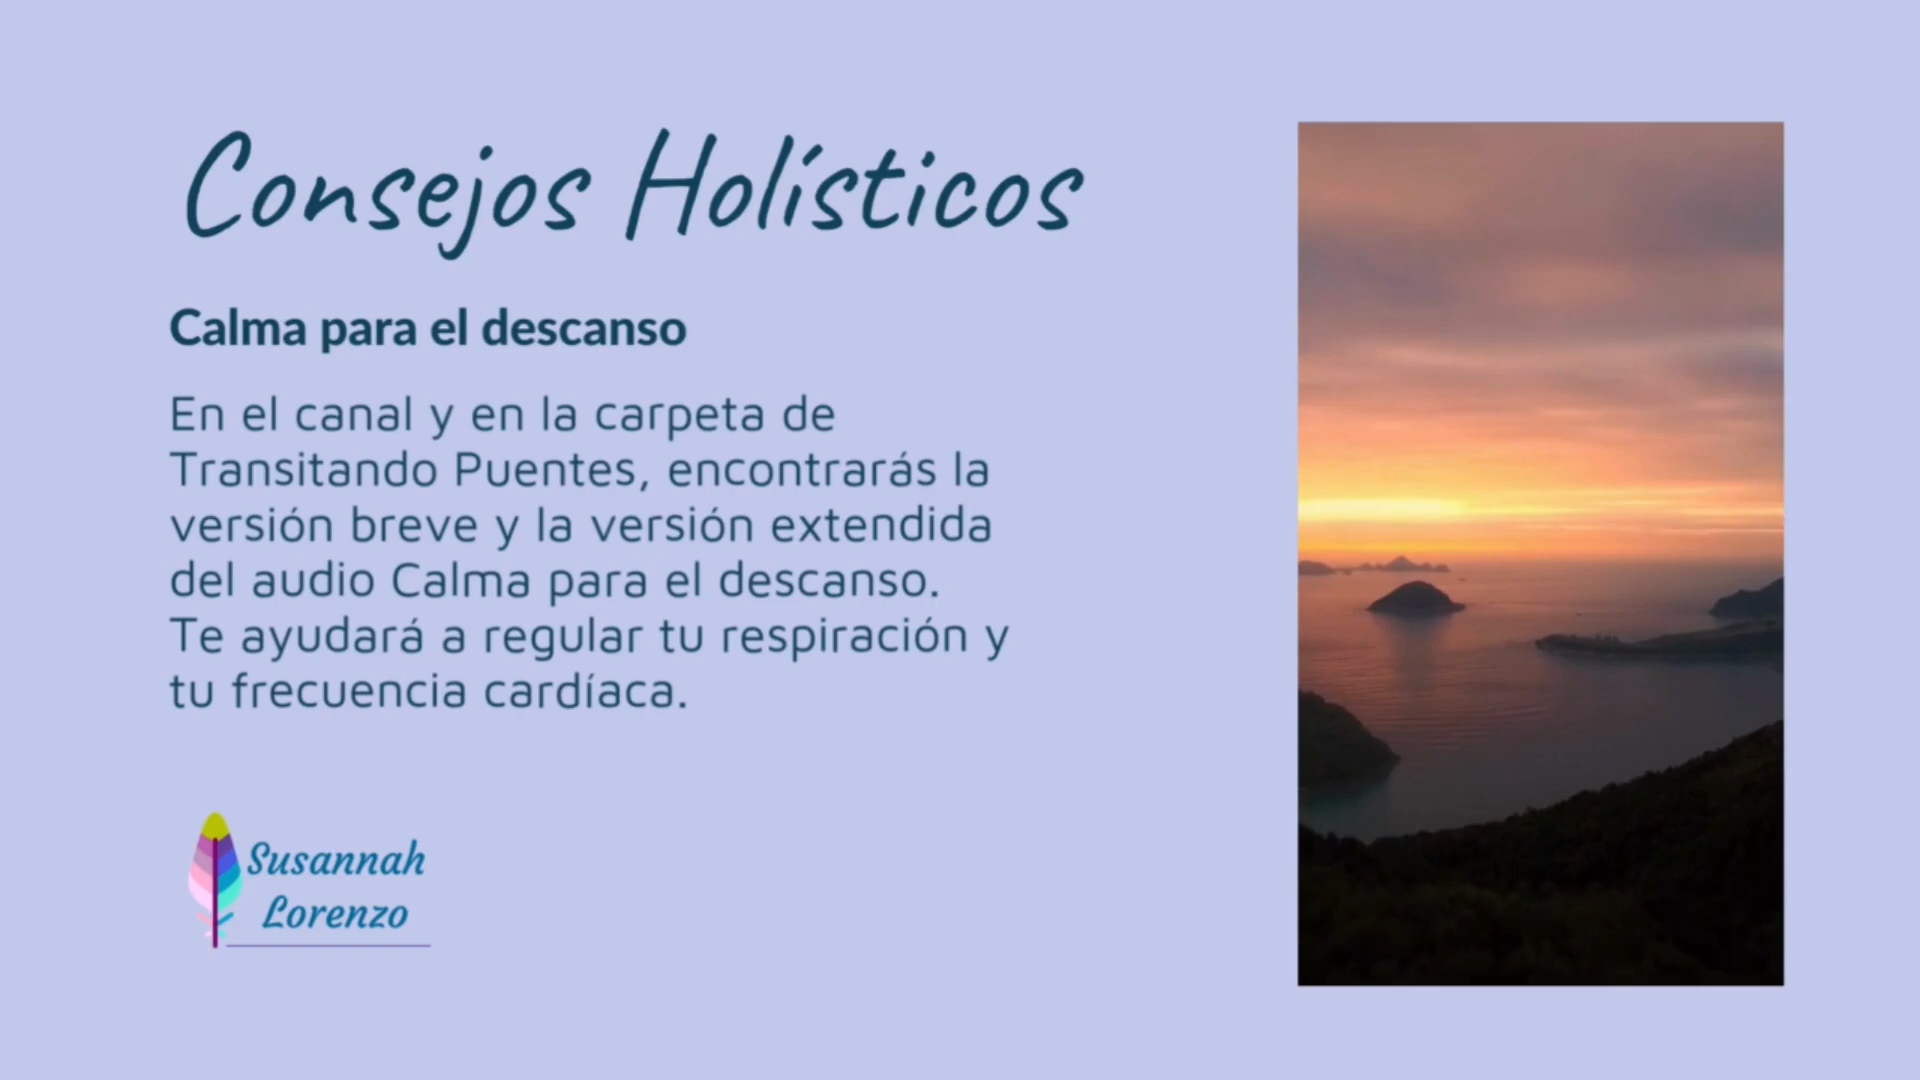 Consejos Holísticos
Calma para el descanso
En el canal y en la carpeta de
Transitando Puentes, encontrarás la
versión breve y la versión extendida
del audio Calma para el descanso.
Te ayudará a regular tu respiración y
tu frecuencia cardíaca.
Susannah
Lorenzo